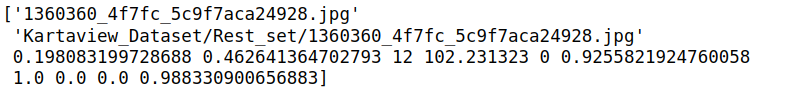 ['1360360_4f7fc_5c9f7aca24928.jpg'
'Kartaview_Dataset/Rest_set/1360360_4f7fc_5c9f7aca24928.jpg'
0.198083199728688 0.462641364702793 12 102.231323 0 0.9255821924760058
1.0 0.0 0.0 0.988330900656883]